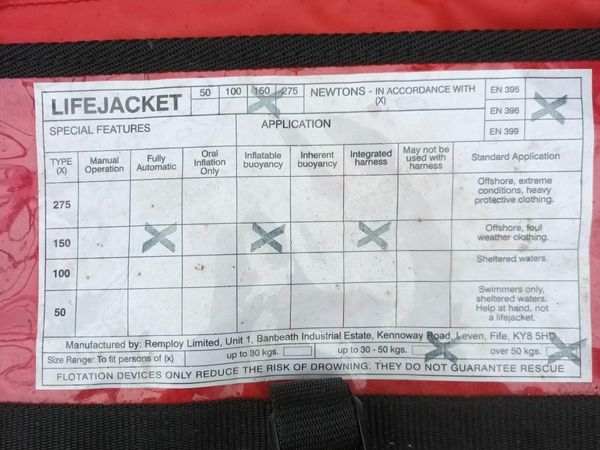 LIFEJACKET 50 100 150 275 NEWTONS - IN ACCORDANCE WITH (X) EN 395
EN 396 X
EN 399
SPECIAL FEATURES APPLICATION
TYPE (X) Manual Operation Fully Automatic Oral Inflation Only Inflatable buoyancy Inherent buoyancy Integrated harness May not be used with harness Standard Application
275 Offshore, extreme conditions, heavy protective clothing.
150 X X X Offshore, foul weather clothing.
100 Sheltered waters.
50 Swimmers only, sheltered waters. Help at hand, not a lifejacket.
Manufactured by: Remploy Limited, Unit 1, Banbeath Industrial Estate, Kennoway Road, Leven, Fife, KY8 5HD
Size Range: To fit persons of (x) up to 30 kgs. up to 30 - 50 kgs. X over 50 kgs. X
FLOTATION DEVICES ONLY REDUCE THE RISK OF DROWNING. THEY DO NOT GUARANTEE RESCUE